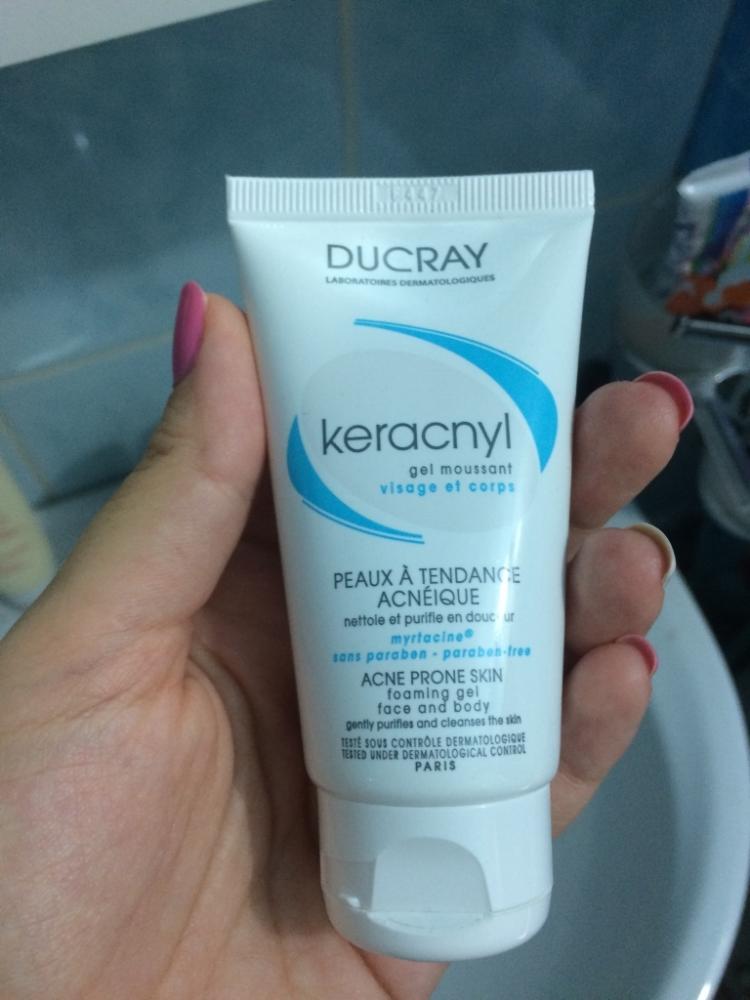 DUCRAY
LABORATOIRES DERMATOLOGIQUES
keracnyl
gel moussant
visage et corps
PEAUX À TENDANCE
ACNÉIQUE
nettoie et purifie en douceur
myrtacine®
sans paraben - paraben-free
ACNE PRONE SKIN
foaming gel
face and body
gently purifies and cleanses the skin
TESTÉ SOUS CONTRÔLE DERMATOLOGIQUE
TESTED UNDER DERMATOLOGICAL CONTROL
PARIS